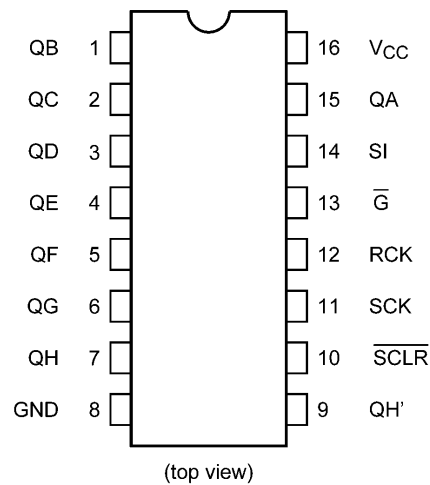 QB 1 16 VCC
QC 2 15 QA
QD 3 14 SI
QE 4 13 G̅
QF 5 12 RCK
QG 6 11 SCK
QH 7 10 S̅C̅L̅R̅
GND 8 9 QH’
(top view)